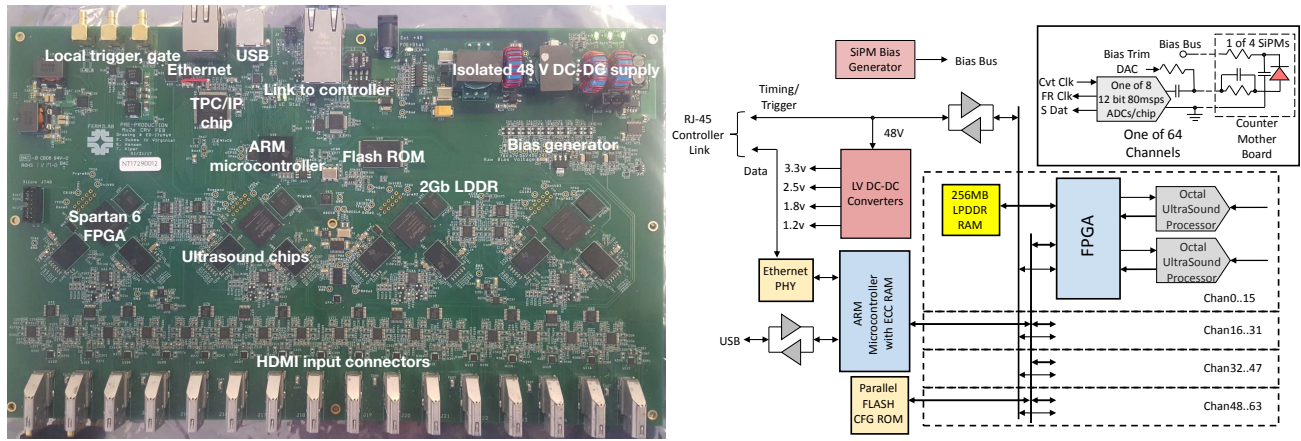 Local trigger, gate
USB
Ethernet
Link to controller
Isolated 48 V DC-DC supply
TPC/IP
chip
ARM
microcontroller
Flash ROM
Bias generator
2Gb LDDR
Spartan 6
FPGA
Ultrasound chips
HDMI input connectors
PRE-PRODUCTION
Mu2e CRV FEB
NT17290012
SiPM Bias
Generator
Bias Bus
Timing/
Trigger
RJ-45
Controller
Link
Data
48V
3.3v
2.5v
1.8v
1.2v
LV DC-DC
Converters
Ethernet
PHY
ARM
Microcontroller
with ECC RAM
USB
Parallel
FLASH
CFG ROM
Bias Bus
1 of 4 SiPMs
Bias Trim
DAC
Cvt Clk
FR Clk
S Dat
One of 8
12 bit 80msps
ADCs/chip
One of 64
Channels
Counter
Mother
Board
256MB
LPDDR
RAM
FPGA
Octal
UltraSound
Processor
Octal
UltraSound
Processor
Chan0..15
Chan16..31
Chan32..47
Chan48..63